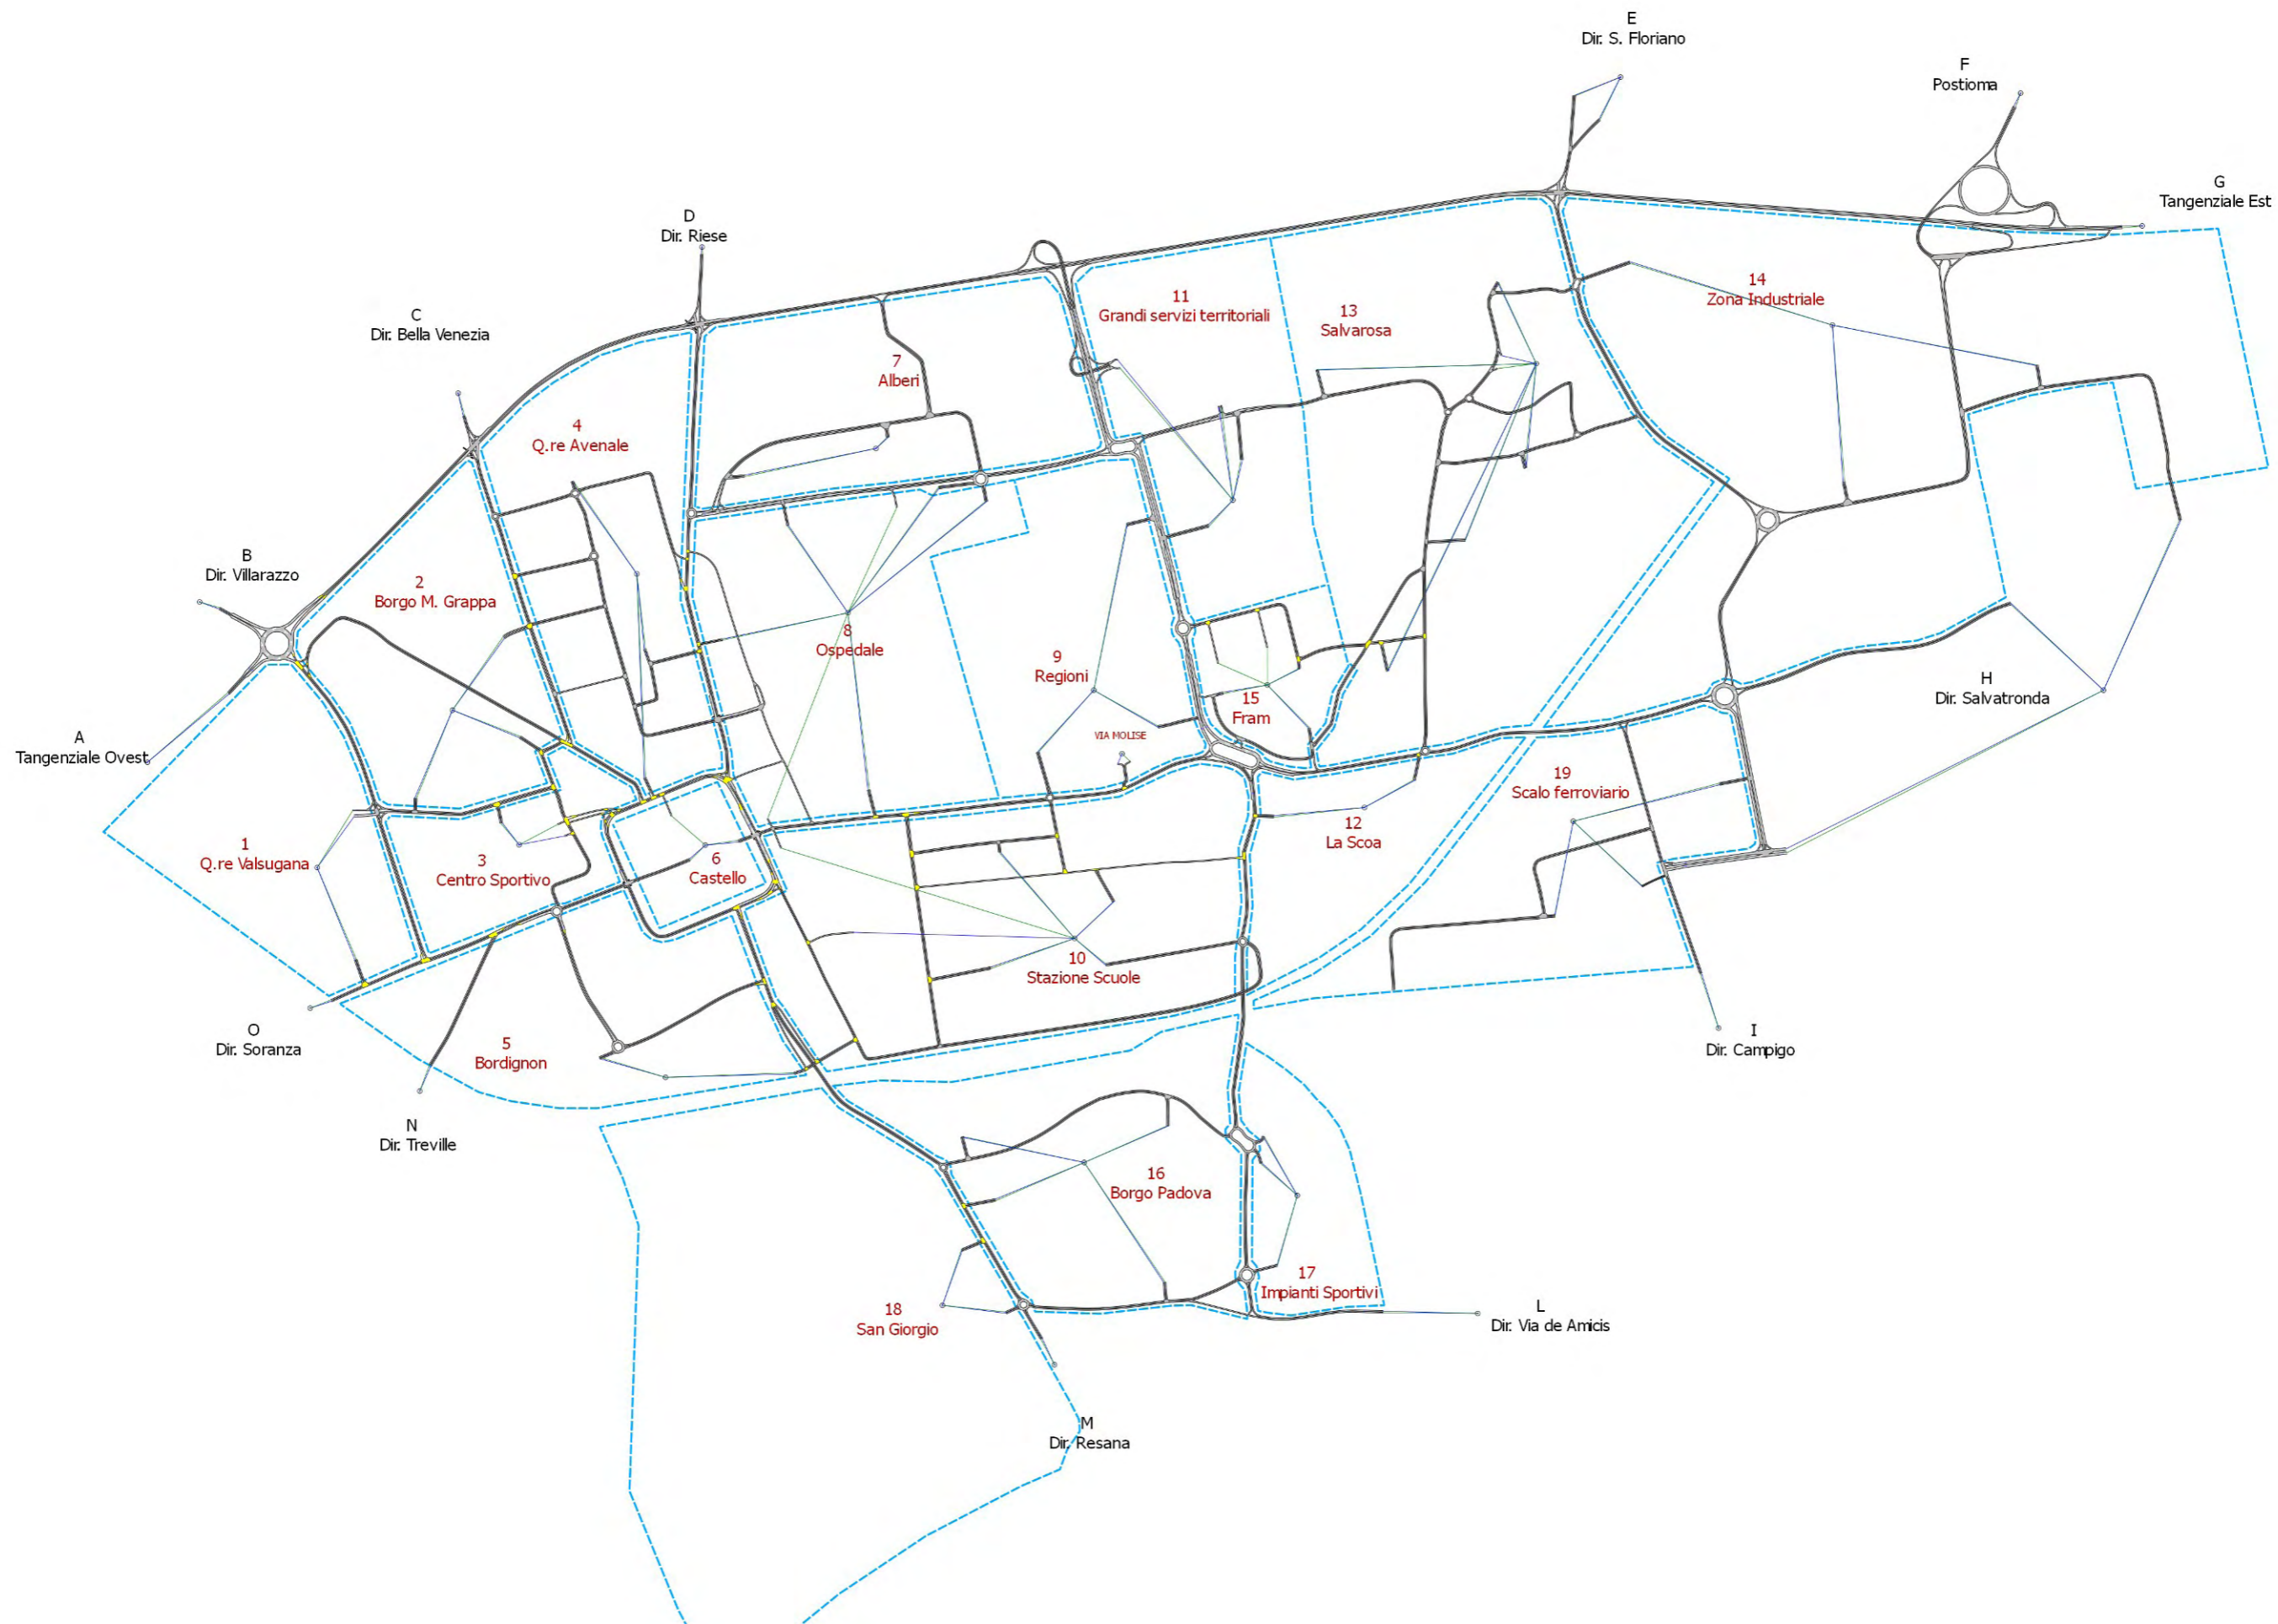 E
Dir. S. Floriano
F
Postioma
G
Tangenziale Est
D
Dir. Riese
C
Dir. Bella Venezia
14
Zona Industriale
11
Grandi servizi territoriali
13
Salvarosa
7
Alberi
4
Q.re Avenale
B
Dir. Villarazzo
2
Borgo M. Grappa
8
Ospedale
9
Regioni
H
Dir. Salvatronda
15
Fram
A
Tangenziale Ovest
VIA MOLISE
19
Scalo ferroviario
12
La Scoa
1
Q.re Valsugana
3
Centro Sportivo
6
Castello
10
Stazione Scuole
O
Dir. Soranza
5
Bordignon
I
Dir. Campigo
N
Dir. Treville
16
Borgo Padova
17
Impianti Sportivi
18
San Giorgio
L
Dir. Via de Amicis
M
Dir. Resana